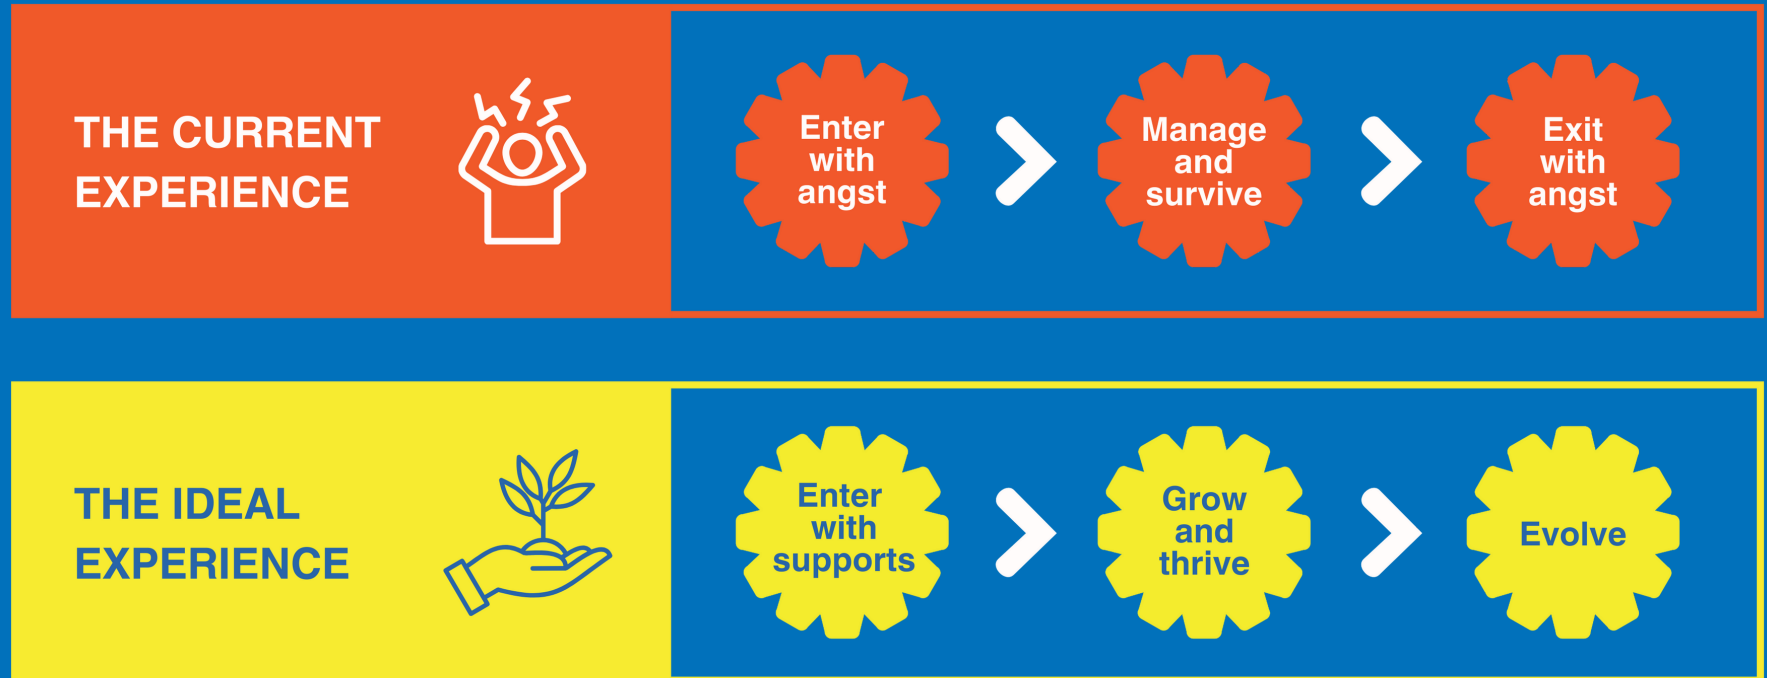 THE CURRENT
EXPERIENCE
Enter
with
angst
Manage
and
survive
Exit
with
angst
THE IDEAL
EXPERIENCE
Enter
with
supports
Grow
and
thrive
Evolve